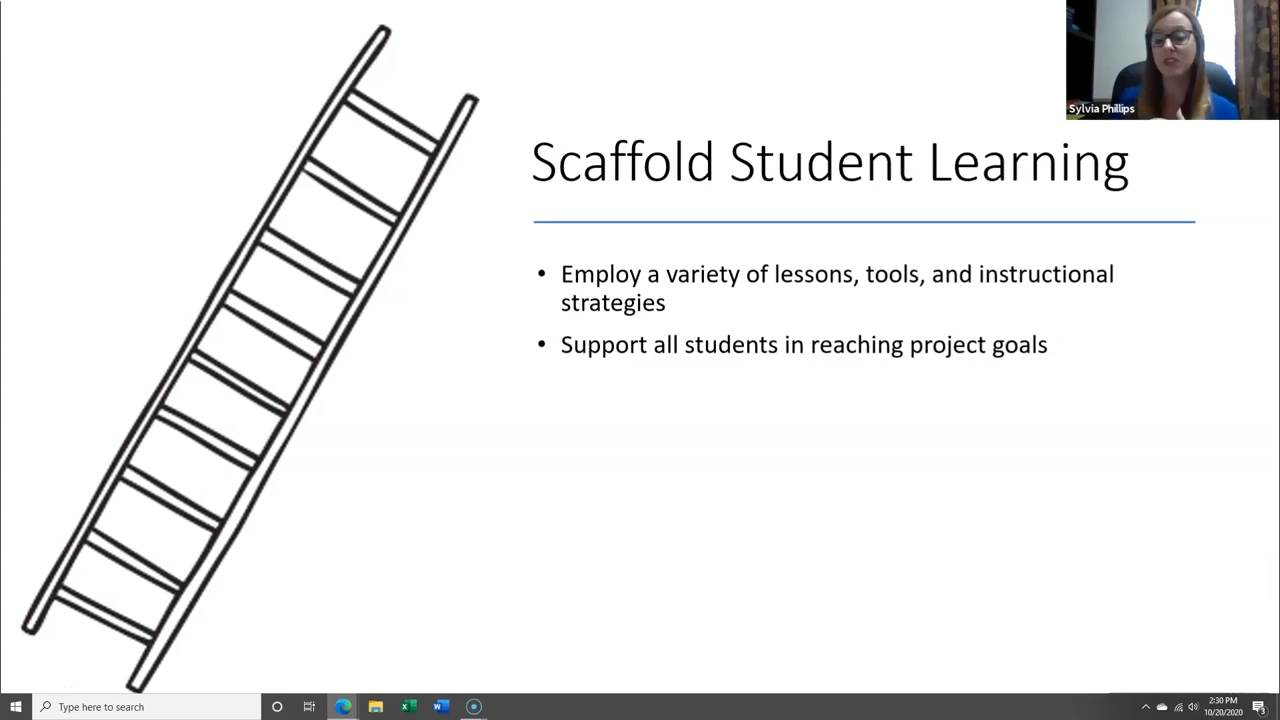 Sylvia Phillips
Scaffold Student Learning
• Employ a variety of lessons, tools, and instructional
strategies
• Support all students in reaching project goals
Type here to search
2:30 PM
10/20/2020
3